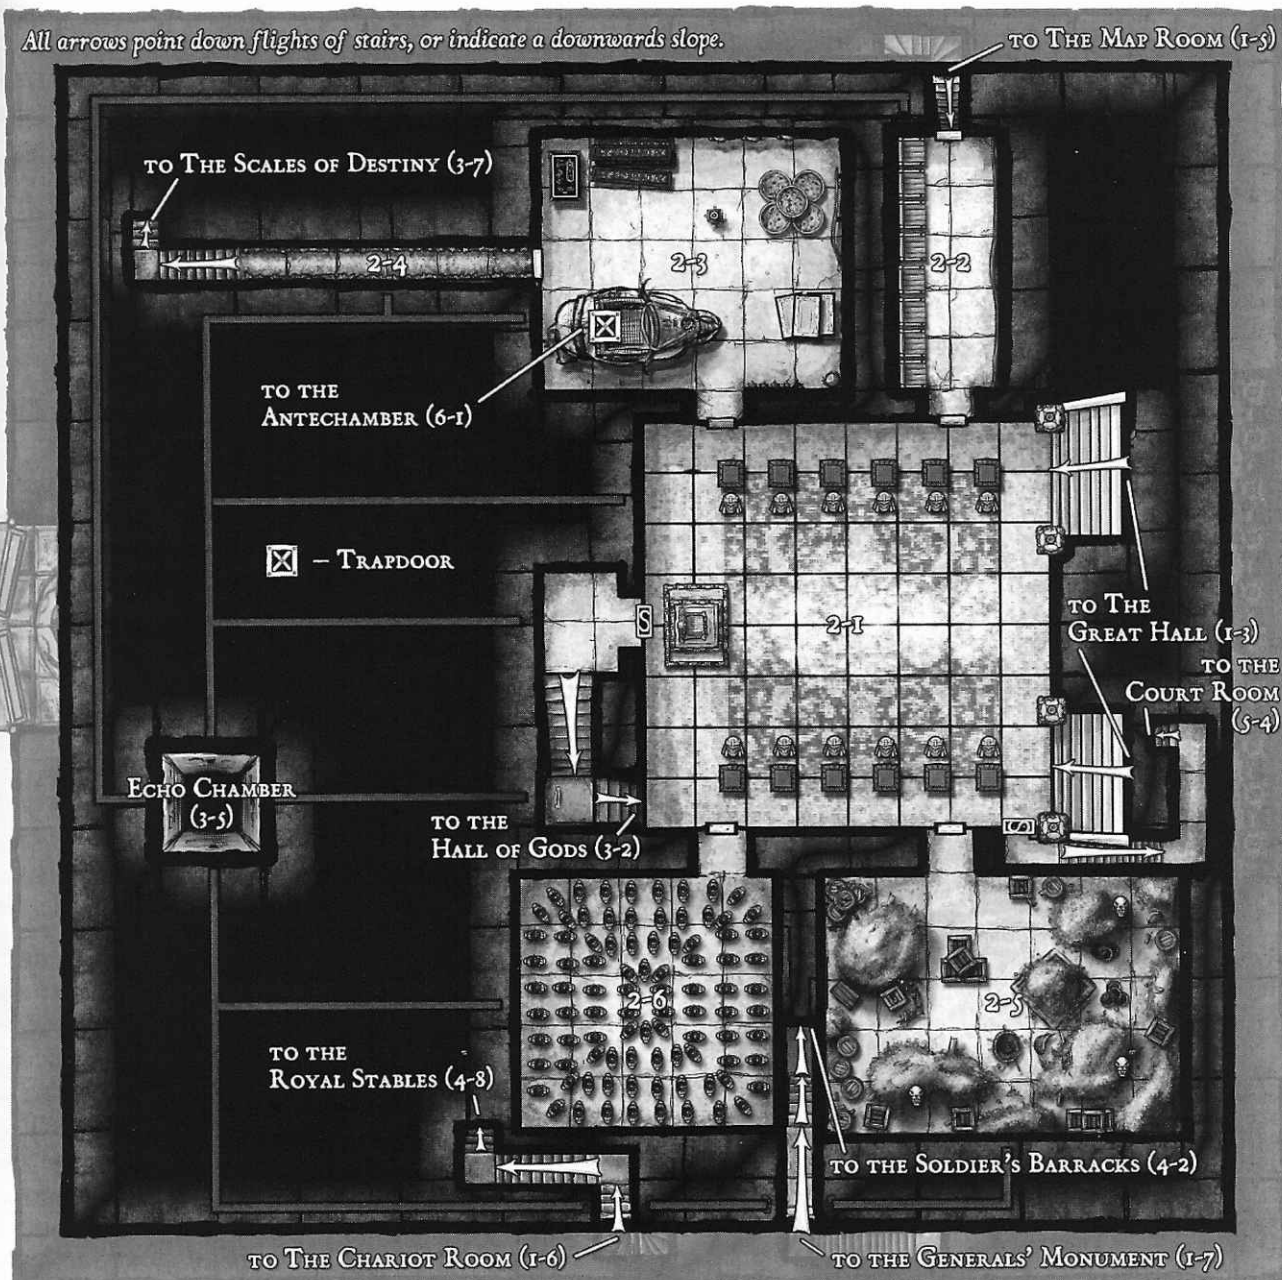 All arrows point down flights of stairs, or indicate a downwards slope.
to The Map Room (1-5)
to The Scales of Destiny (3-7)
2-4
2-3
2-2
to the
Antechamber (6-1)
– Trapdoor
S
2-1
to The
Great Hall (1-3)
to the
Court Room
(5-4)
Echo Chamber
(3-5)
to the
Hall of Gods (3-2)
S
2-6
2-5
to the
Royal Stables (4-8)
to the Soldier's Barracks (4-2)
to The Chariot Room (1-6)
to the Generals' Monument (1-7)